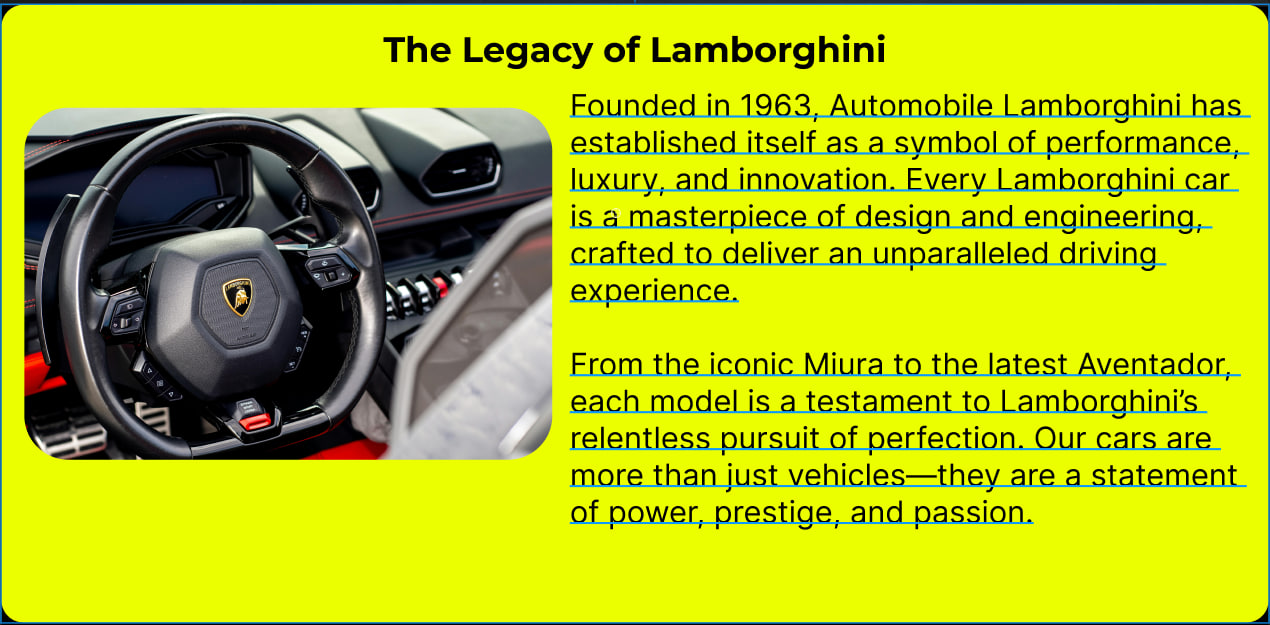 The Legacy of Lamborghini
Founded in 1963, Automobile Lamborghini has
established itself as a symbol of performance,
luxury, and innovation. Every Lamborghini car
is a masterpiece of design and engineering,
crafted to deliver an unparalleled driving
experience.
From the iconic Miura to the latest Aventador,
each model is a testament to Lamborghini’s
relentless pursuit of perfection. Our cars are
more than just vehicles—they are a statement
of power, prestige, and passion.
LAMBORGHINI